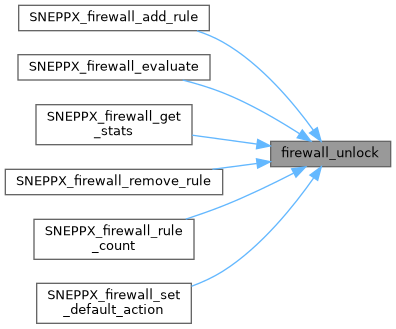 SNEPPX_firewall_add_rule
SNEPPX_firewall_evaluate
SNEPPX_firewall_get
_stats
firewall_unlock
SNEPPX_firewall_remove_rule
SNEPPX_firewall_rule
_count
SNEPPX_firewall_set
_default_action